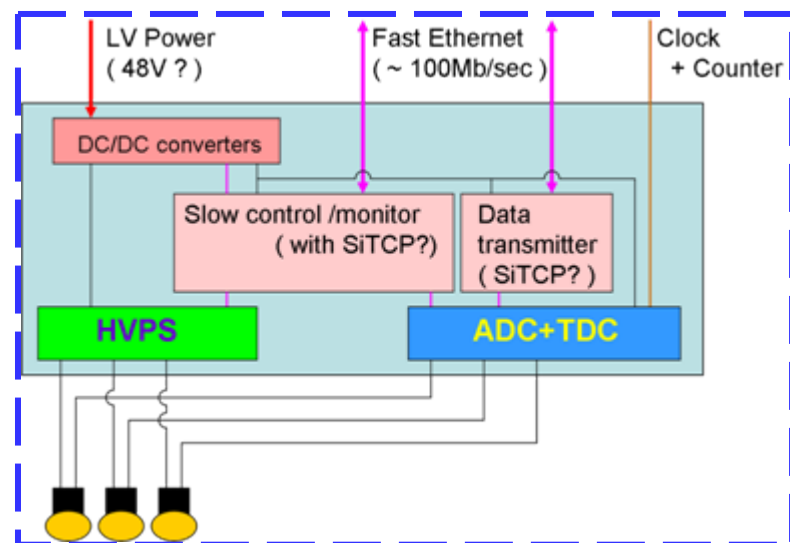 LV Power
( 48V ? )
Fast Ethernet
( ~ 100Mb/sec )
Clock
+ Counter
DC/DC converters
Slow control /monitor
( with SiTCP?)
Data
transmitter
( SiTCP? )
HVPS
ADC+TDC